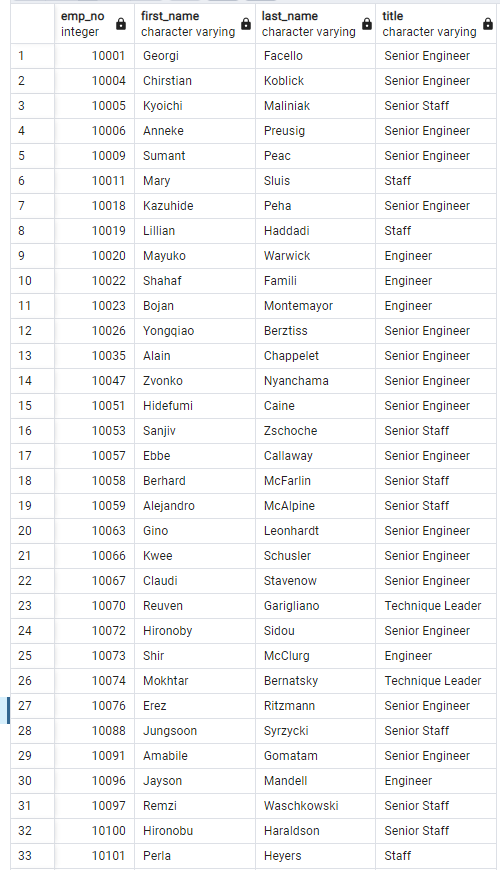 emp_no first_name last_name title
integer character varying character varying character varying
1 10001 Georgi Facello Senior Engineer
2 10004 Chirstian Koblick Senior Engineer
3 10005 Kyoichi Maliniak Senior Staff
4 10006 Anneke Preusig Senior Engineer
5 10009 Sumant Peac Senior Engineer
6 10011 Mary Sluis Staff
7 10018 Kazuhide Peha Senior Engineer
8 10019 Lillian Haddadi Staff
9 10020 Mayuko Warwick Engineer
10 10022 Shahaf Famili Engineer
11 10023 Bojan Montemayor Engineer
12 10026 Yongqiao Berztiss Senior Engineer
13 10035 Alain Chappelet Senior Engineer
14 10047 Zvonko Nyanchama Senior Engineer
15 10051 Hidefumi Caine Senior Engineer
16 10053 Sanjiv Zschoche Senior Staff
17 10057 Ebbe Callaway Senior Engineer
18 10058 Berhard McFarlin Senior Staff
19 10059 Alejandro McAlpine Senior Staff
20 10063 Gino Leonhardt Senior Engineer
21 10066 Kwee Schusler Senior Engineer
22 10067 Claudi Stavenow Senior Engineer
23 10070 Reuven Garigliano Technique Leader
24 10072 Hironoby Sidou Senior Engineer
25 10073 Shir McClurg Engineer
26 10074 Mokhtar Bernatsky Technique Leader
27 10076 Erez Ritzmann Senior Engineer
28 10088 Jungsoon Syrzycki Senior Staff
29 10091 Amabile Gomatam Senior Engineer
30 10096 Jayson Mandell Engineer
31 10097 Remzi Waschkowski Senior Staff
32 10100 Hironobu Haraldson Senior Staff
33 10101 Perla Heyers Staff